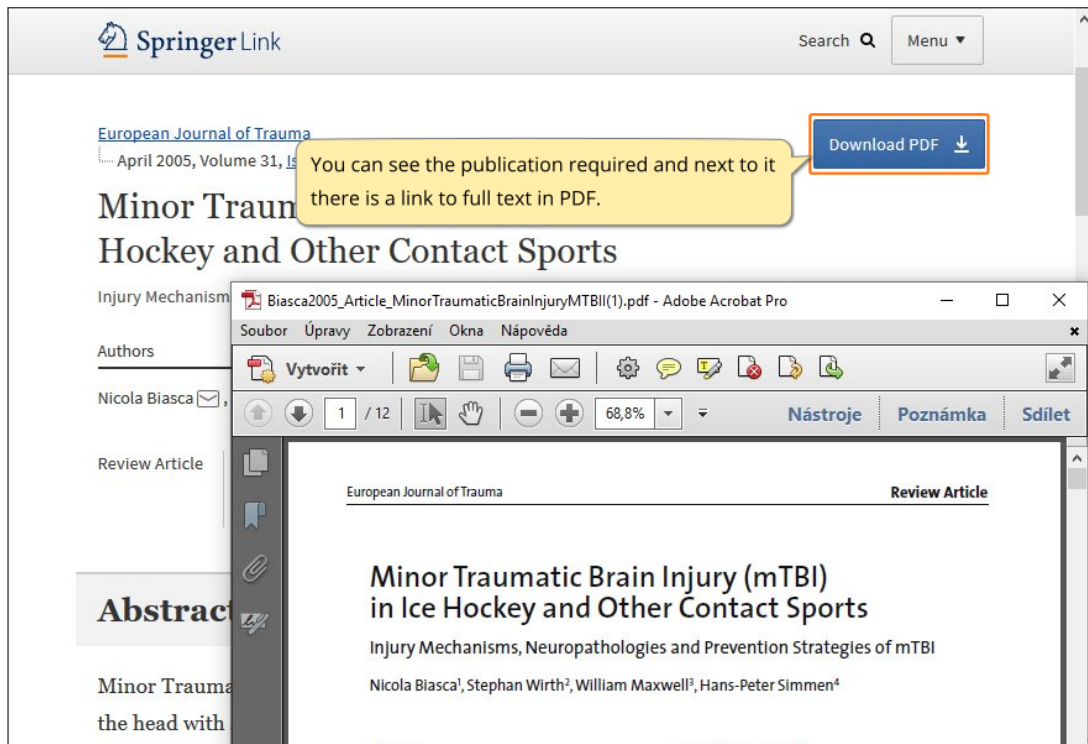 Springer Link
Search
Menu
European Journal of Trauma
April 2005, Volume 31,
Download PDF
You can see the publication required and next to it
there is a link to full text in PDF.
Minor
Hockey and Other Contact Sports
Injury Mechanism
Authors
Nicola Biasca ,
Review Article
Abstract
Minor Trauma
the head with
Biasca2005_Article_MinorTraumaticBrainInjuryMTBII(1).pdf - Adobe Acrobat Pro
Soubor Úpravy Zobrazení Okna Nápověda
Vytvořit
1 / 12
68,8%
Nástroje Poznámka Sdílet
European Journal of Trauma Review Article
Minor Traumatic Brain Injury (mTBI)
in Ice Hockey and Other Contact Sports
Injury Mechanisms, Neuropathologies and Prevention Strategies of mTBI
Nicola Biasca¹, Stephan Wirth², William Maxwell³, Hans-Peter Simmen⁴